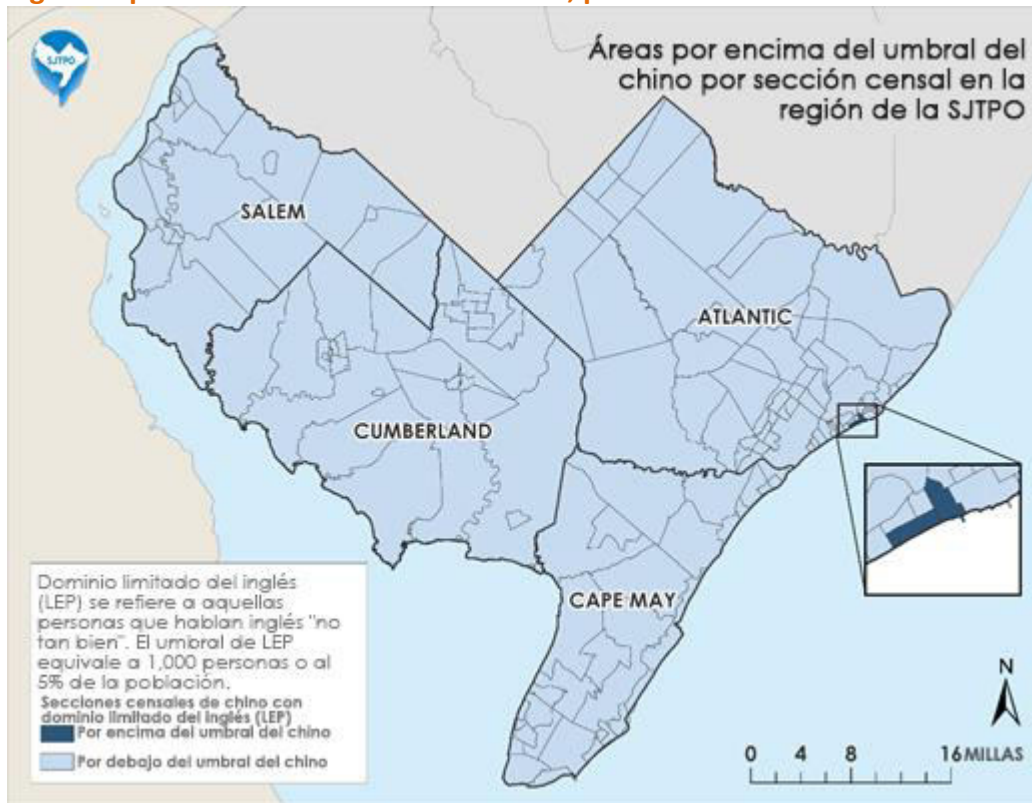 SJTPO
Áreas por encima del umbral del
chino por sección censal en la
región de la SJTPO
SALEM
ATLANTIC
CUMBERLAND
CAPE MAY
Dominio limitado del inglés
(LEP) se refiere a aquellas
personas que hablan inglés "no
tan bien". El umbral de LEP
equivale a 1,000 personas o al
5% de la población.
Secciones censales de chino con
dominio limitado del inglés (LEP)
Por encima del umbral del chino
Por debajo del umbral del chino
N
0 4 8 16 MILLAS